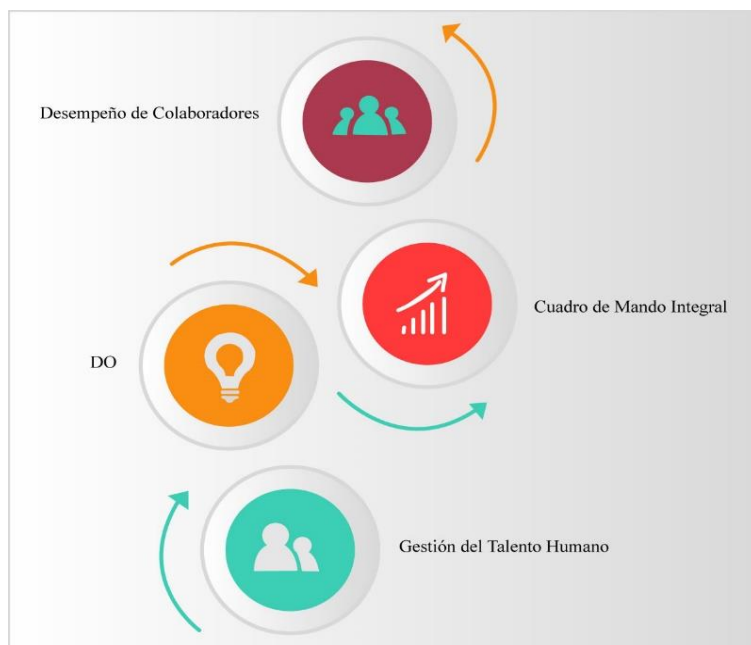 Desempeño de Colaboradores
Cuadro de Mando Integral
DO
Gestión del Talento Humano